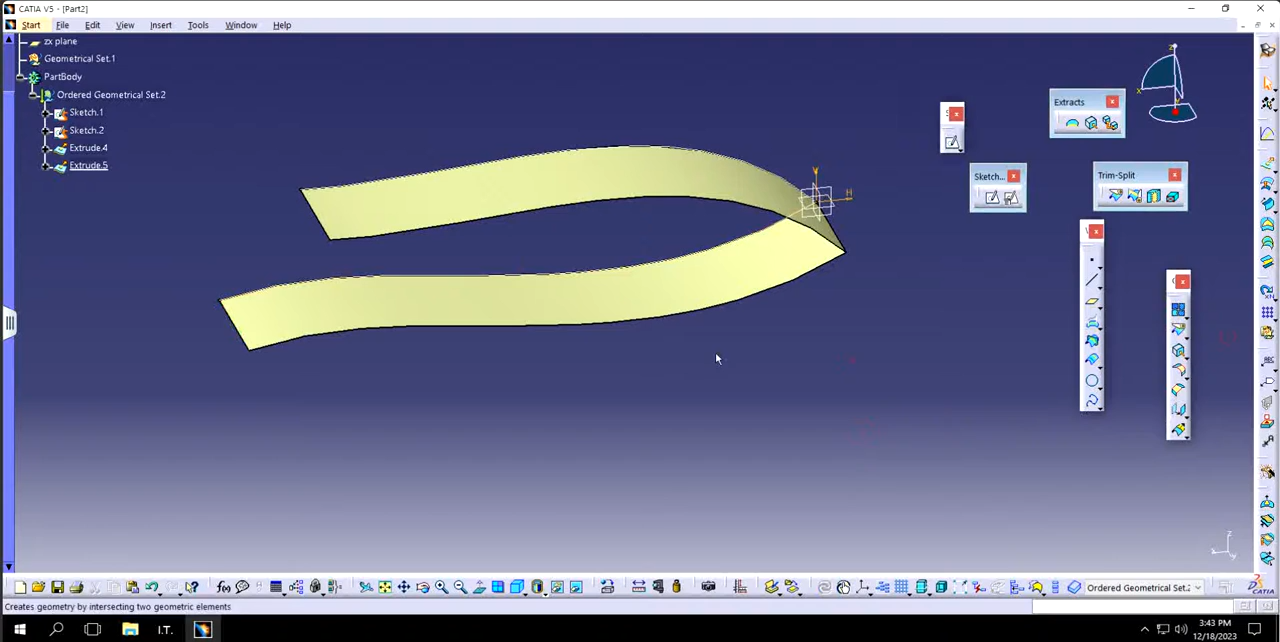 CATIA V5 - [Part2]
Start File Edit View Insert Tools Window Help
zx plane
Geometrical Set.1
PartBody
Ordered Geometrical Set.2
Sketch.1
Sketch.2
Extrude.4
Extrude.5
Extracts
Sketch...
Trim-Split
V
H
z
x
REC
f(x)
Ordered Geometrical Set.2
CATIA
Creates geometry by intersecting two geometric elements
I.T.
3:43 PM
12/18/2023